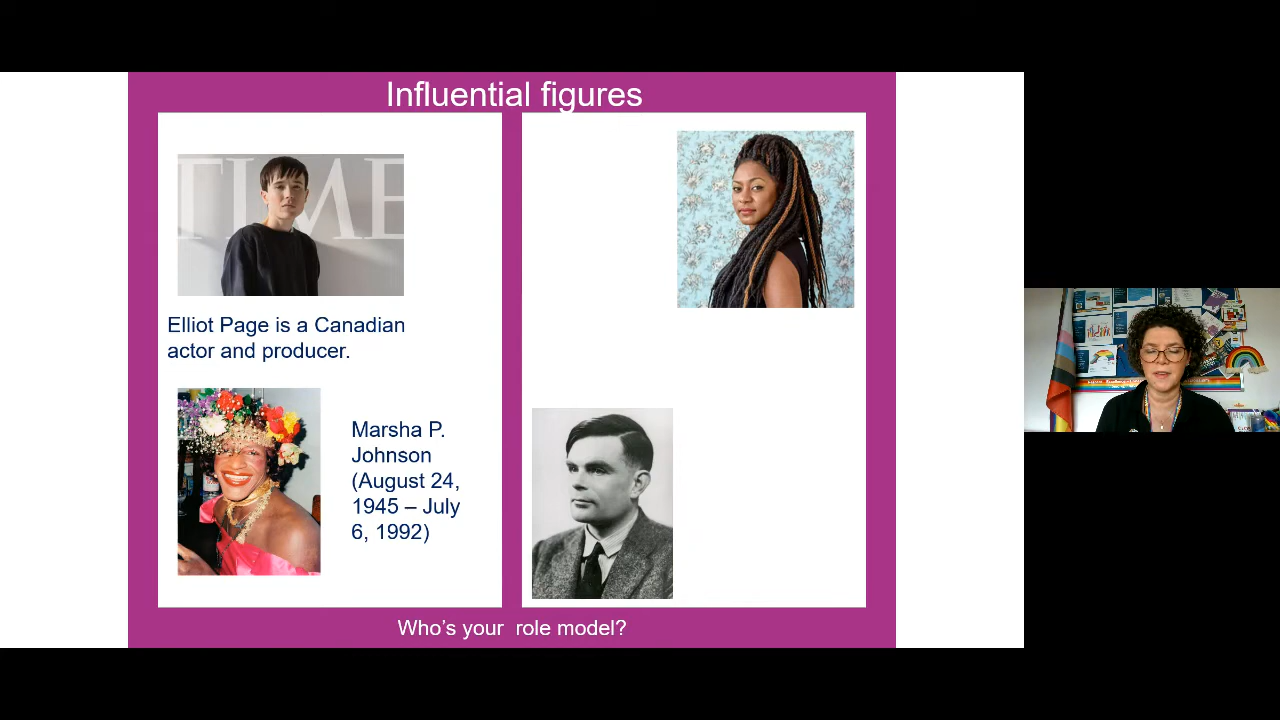 Influential figures
TIME
Elliot Page is a Canadian
actor and producer.
Marsha P.
Johnson
(August 24,
1945 – July
6, 1992)
Who's your  role model?